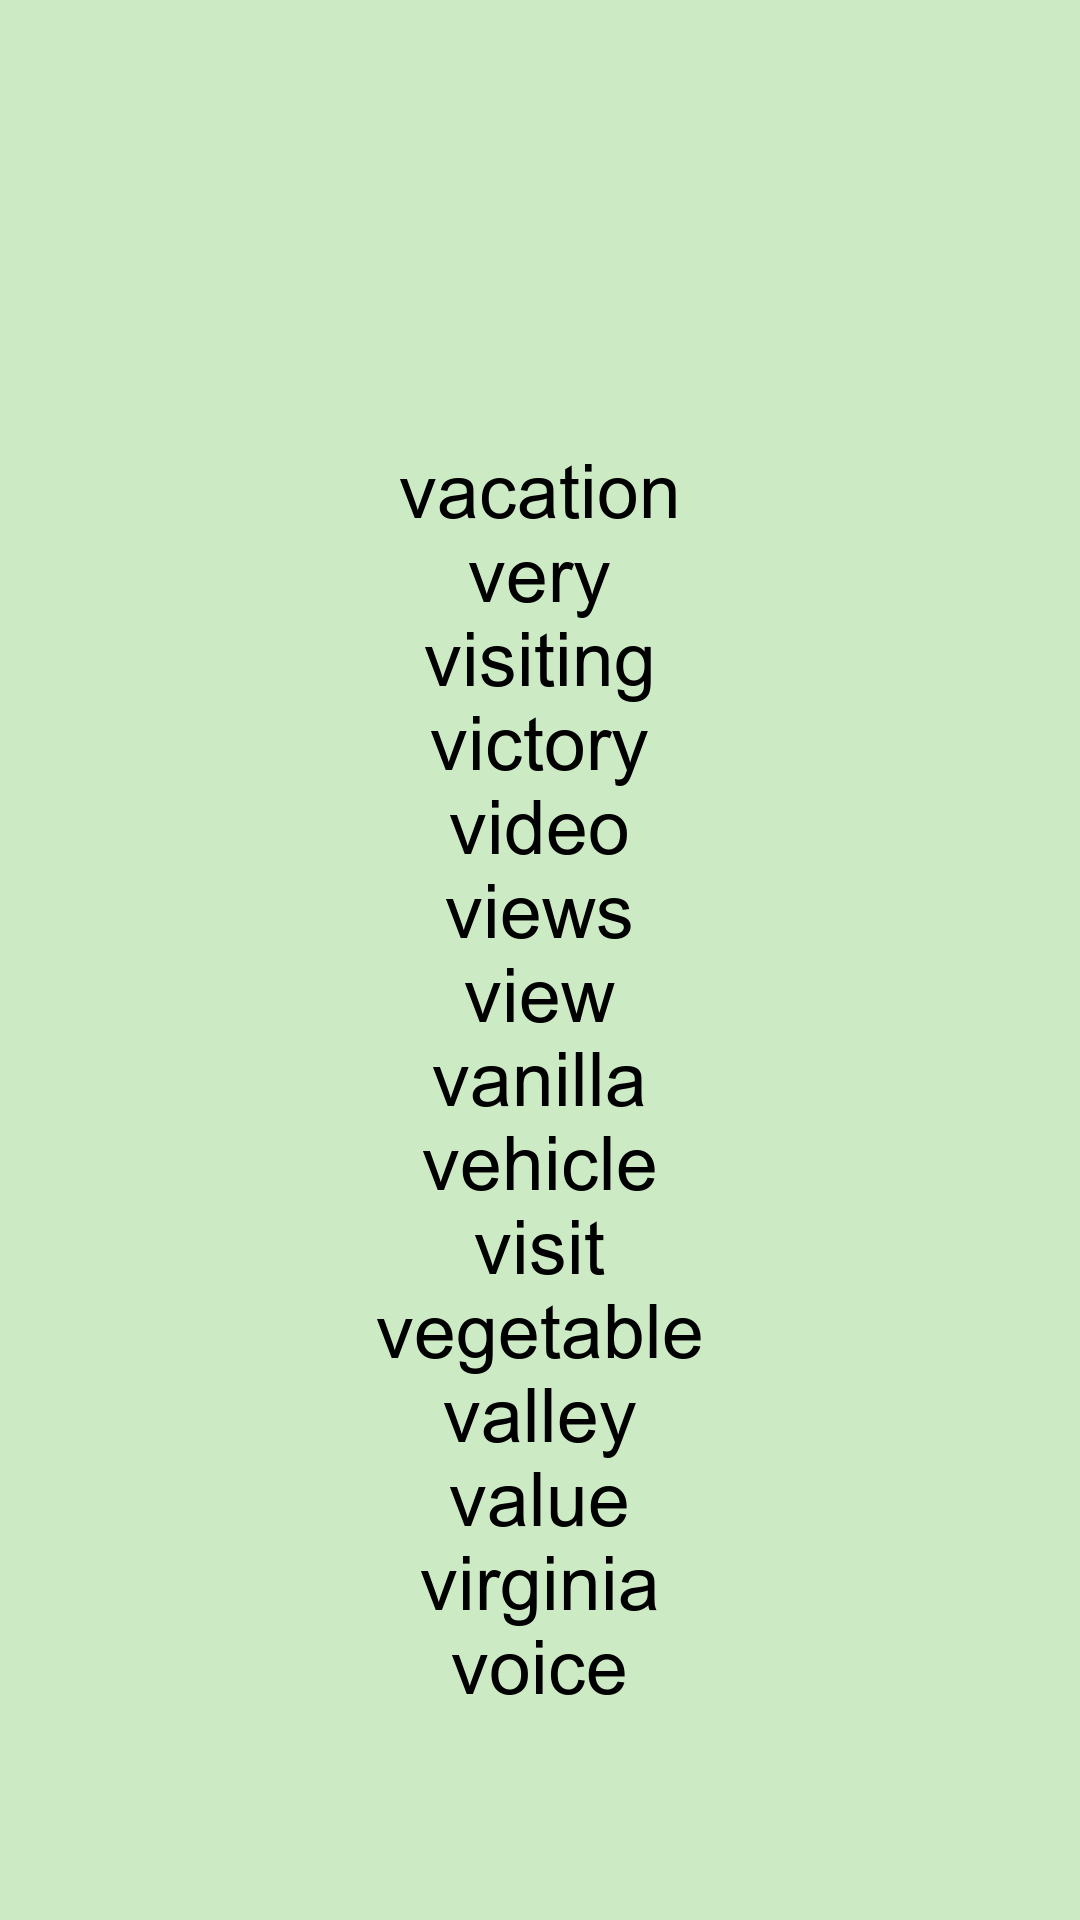 vacation
very
visiting
victory
video
views
view
vanilla
vehicle
visit
vegetable
valley
value
virginia
voice